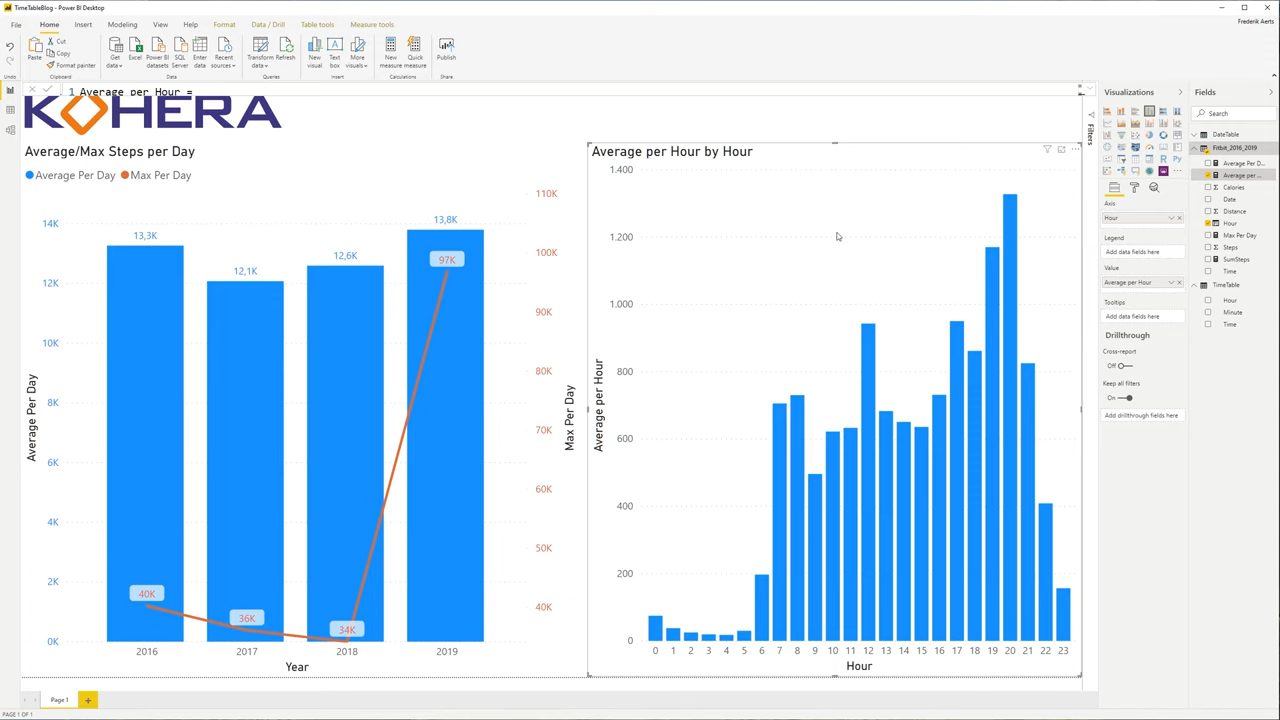 TimeTableBlog - Power BI Desktop
Frederik Aerts
File Home Insert Modeling View Help Format Data / Drill Table tools Measure tools
Paste
Cut
Copy
Format painter
Get data
Excel
Power BI datasets
SQL Server
Enter data
Recent sources
Transform data
Refresh
New visual
Text box
More visuals
New measure
Quick measure
Publish
Undo Clipboard Data Queries Insert Calculations Share
1 Average per Hour =
KOHERA
Average/Max Steps per Day
Average Per Day Max Per Day
14K
12K
10K
8K
6K
4K
2K
0K
Average Per Day
13,3K
12,1K
12,6K
13,8K
40K
36K
34K
97K
110K
100K
90K
80K
70K
60K
50K
40K
Max Per Day
2016 2017 2018 2019
Year
Average per Hour by Hour
1.400
1.200
1.000
800
600
400
200
0
Average per Hour
0 1 2 3 4 5 6 7 8 9 10 11 12 13 14 15 16 17 18 19 20 21 22 23
Hour
Filters
Visualizations
Axis
Hour
Legend
Add data fields here
Value
Average per Hour
Tooltips
Add data fields here
Drillthrough
Cross-report
Off
Keep all filters
On
Add drillthrough fields here
Fields
Search
DateTable
Fitbit_2016_2019
Average Per D...
Average per ...
Calories
Date
Distance
Hour
Max Per Day
Steps
SumSteps
Time
TimeTable
Hour
Minute
Time
Page 1
PAGE 1 OF 1